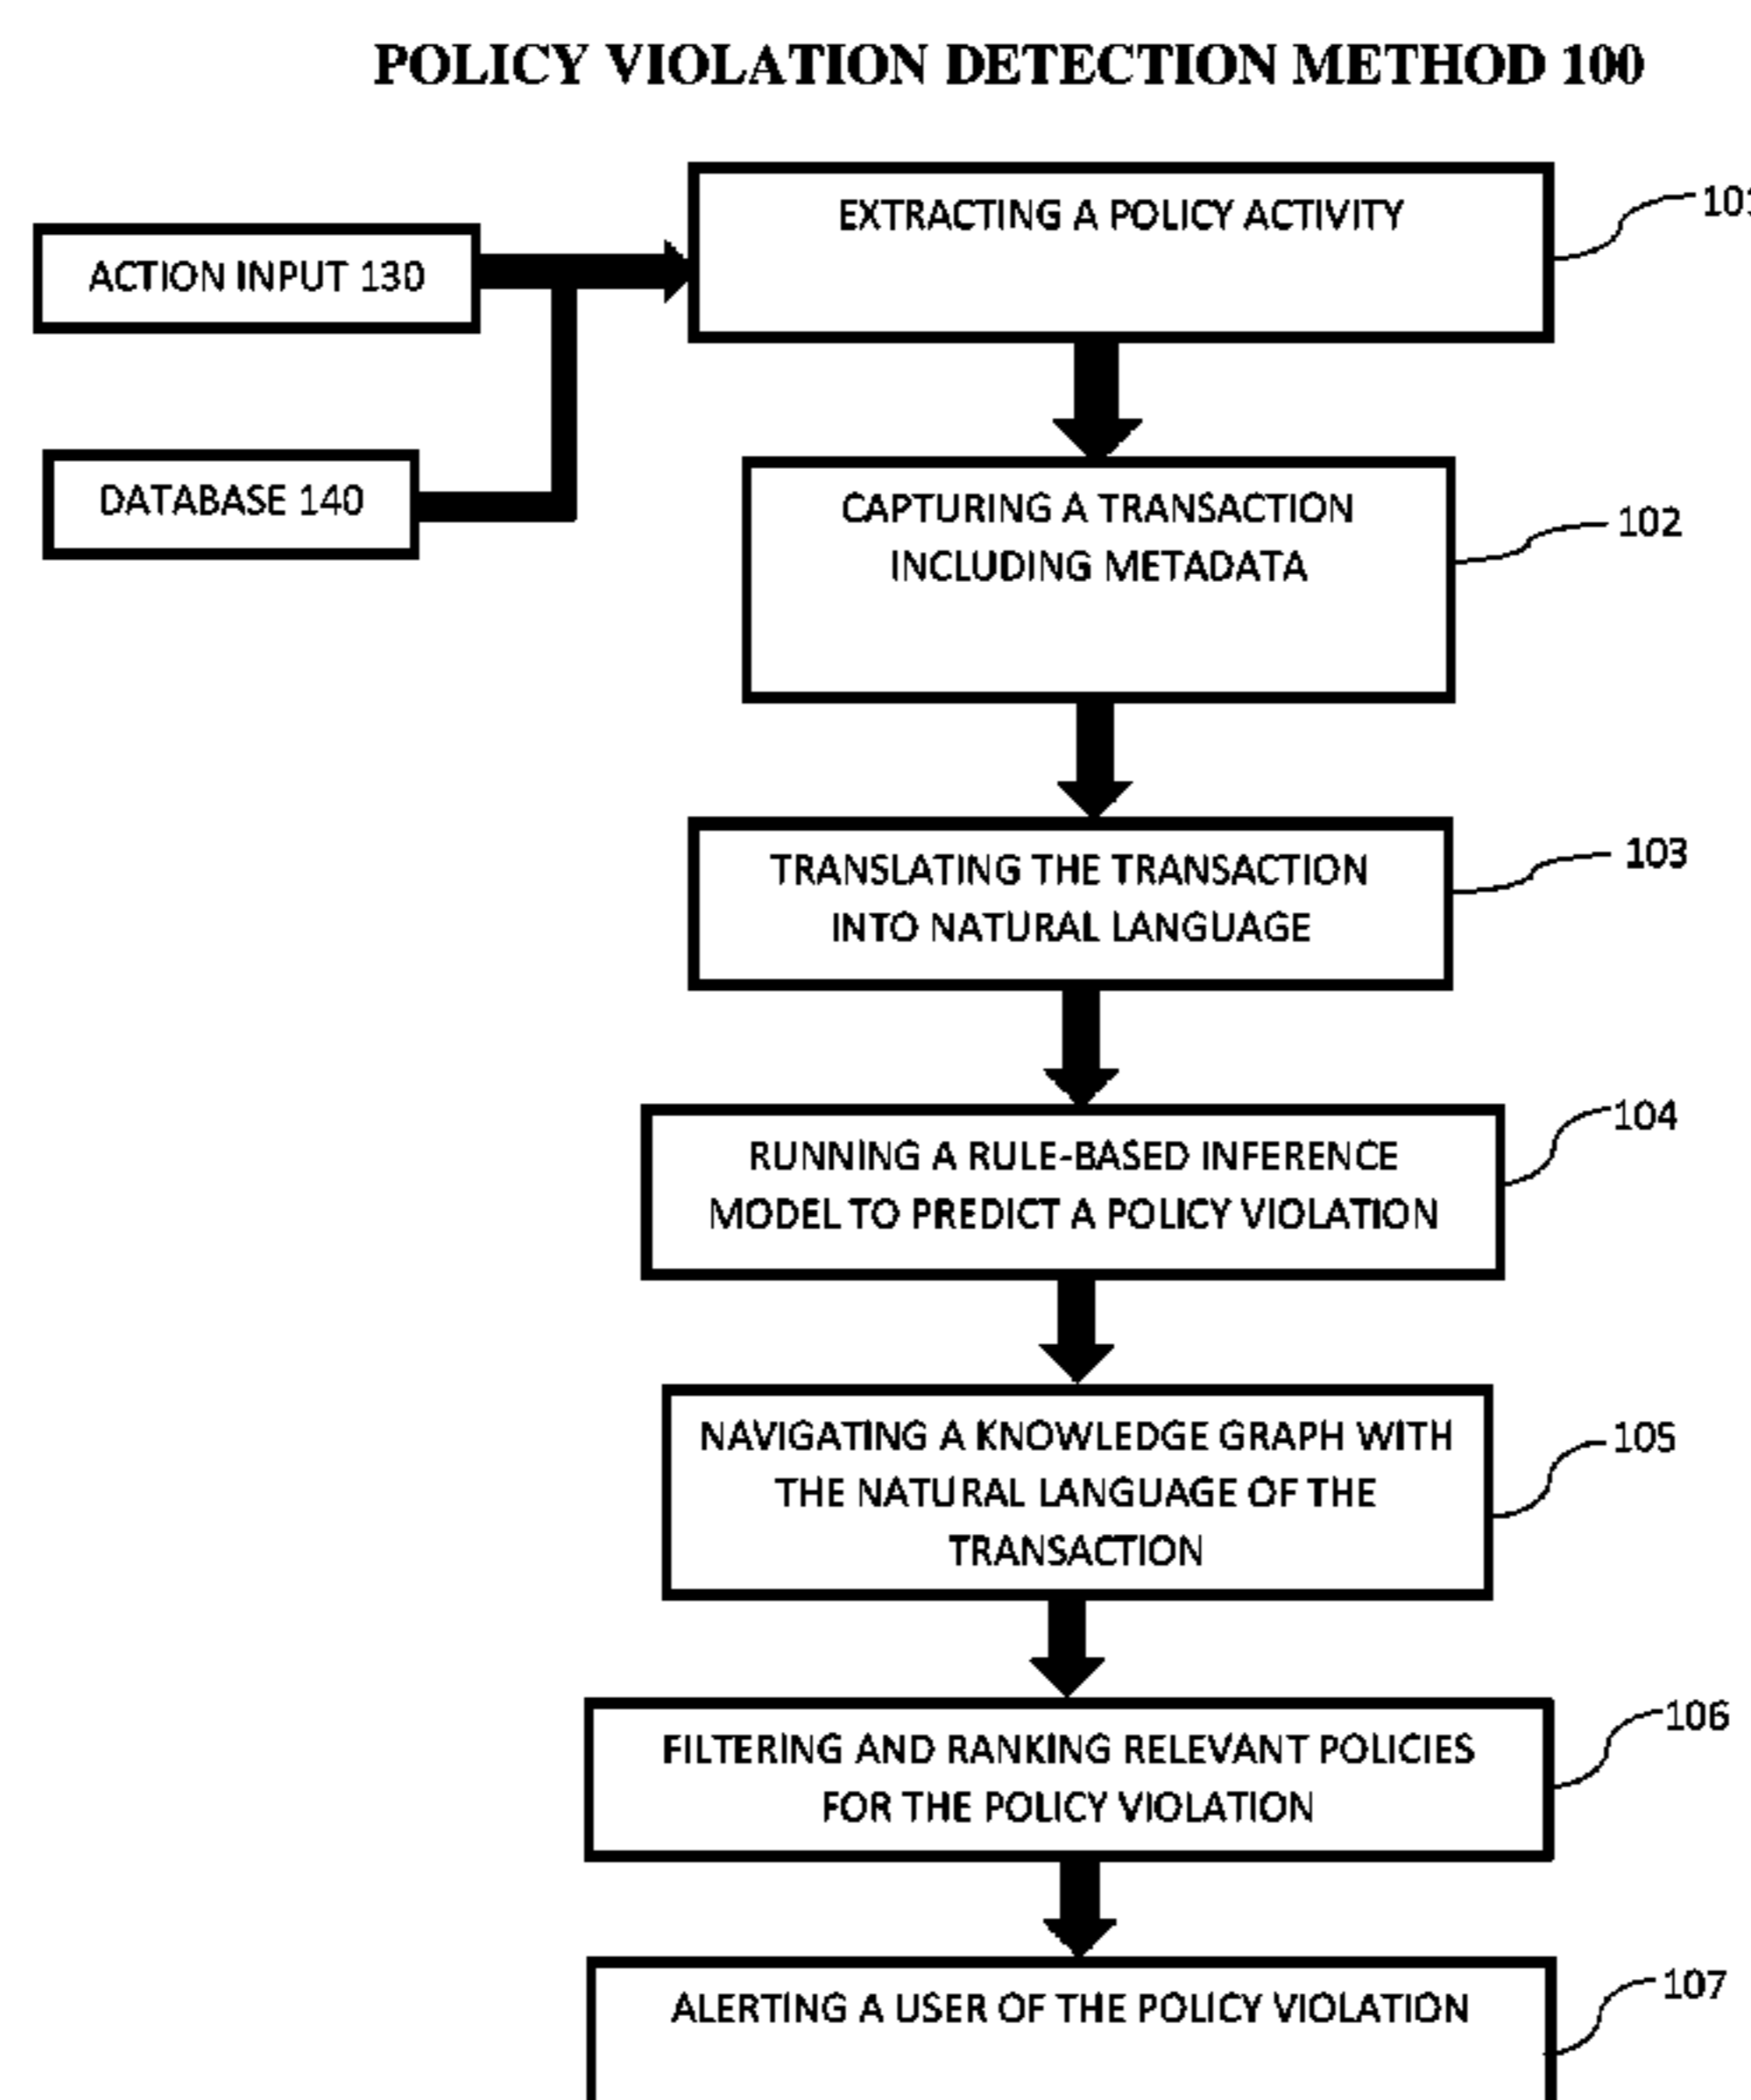 POLICY VIOLATION DETECTION METHOD 100
EXTRACTING A POLICY ACTIVITY
101
ACTION INPUT 130
DATABASE 140
CAPTURING A TRANSACTION
INCLUDING METADATA
102
TRANSLATING THE TRANSACTION
INTO NATURAL LANGUAGE
103
RUNNING A RULE-BASED INFERENCE
MODEL TO PREDICT A POLICY VIOLATION
104
NAVIGATING A KNOWLEDGE GRAPH WITH
THE NATURAL LANGUAGE OF THE
TRANSACTION
105
FILTERING AND RANKING RELEVANT POLICIES
FOR THE POLICY VIOLATION
106
ALERTING A USER OF THE POLICY VIOLATION
107